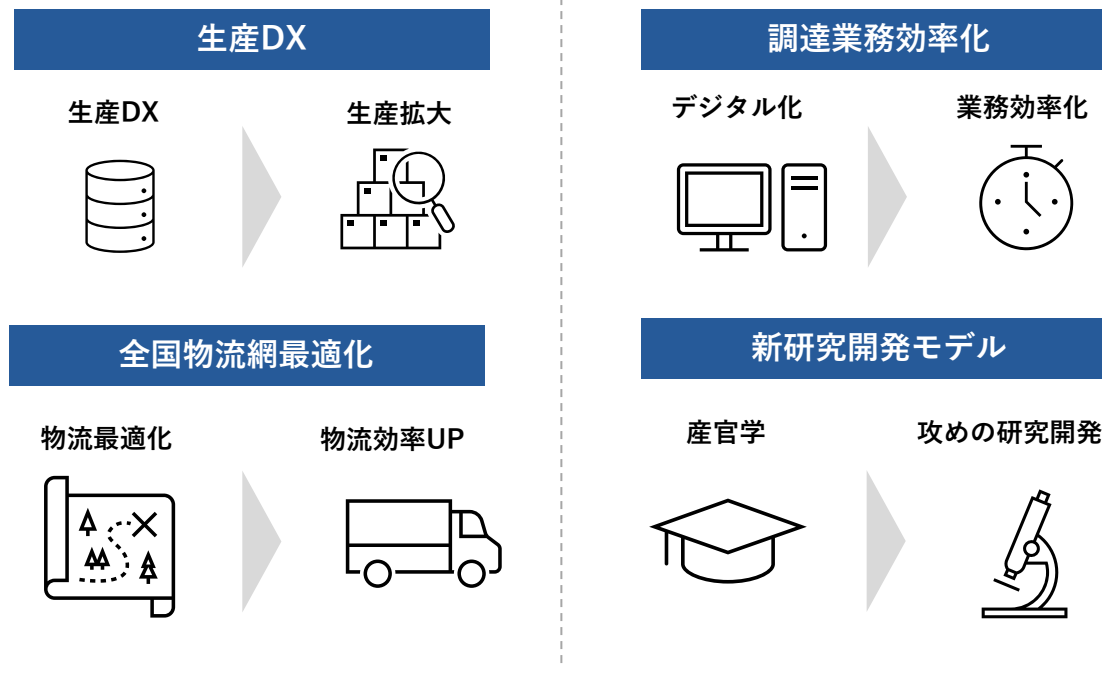 生産DX
生産DX
生産拡大
全国物流網最適化
物流最適化
物流効率UP
調達業務効率化
デジタル化
業務効率化
新研究開発モデル
産官学
攻めの研究開発